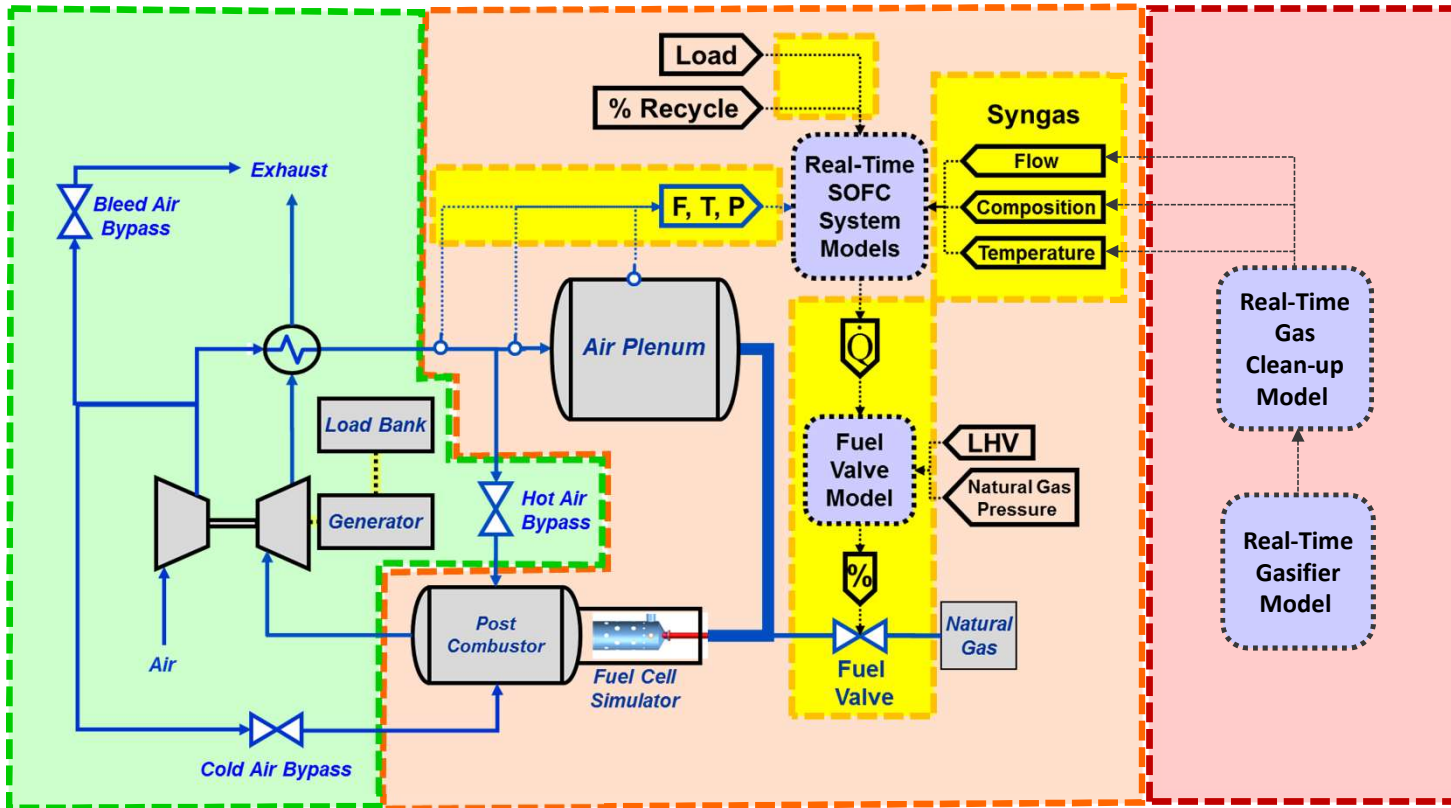 Load
% Recycle
Syngas
Flow
Composition
Temperature
Real-Time
SOFC
System
Models
F, T, P
Exhaust
Bleed Air
Bypass
Air Plenum
Q̇
Real-Time
Gas
Clean-up
Model
Load Bank
Generator
Hot Air
Bypass
Fuel
Valve
Model
LHV
Natural Gas
Pressure
Real-Time
Gasifier
Model
%
Post
Combustor
Fuel Cell
Simulator
Natural
Gas
Fuel
Valve
Air
Cold Air Bypass